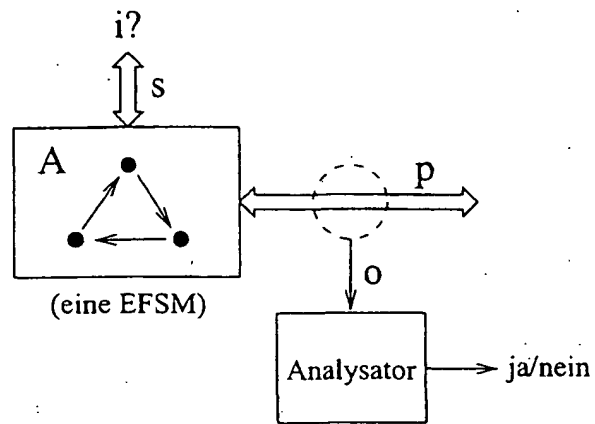 i?
s
A
p
(eine EFSM)
o
Analysator
ja/nein